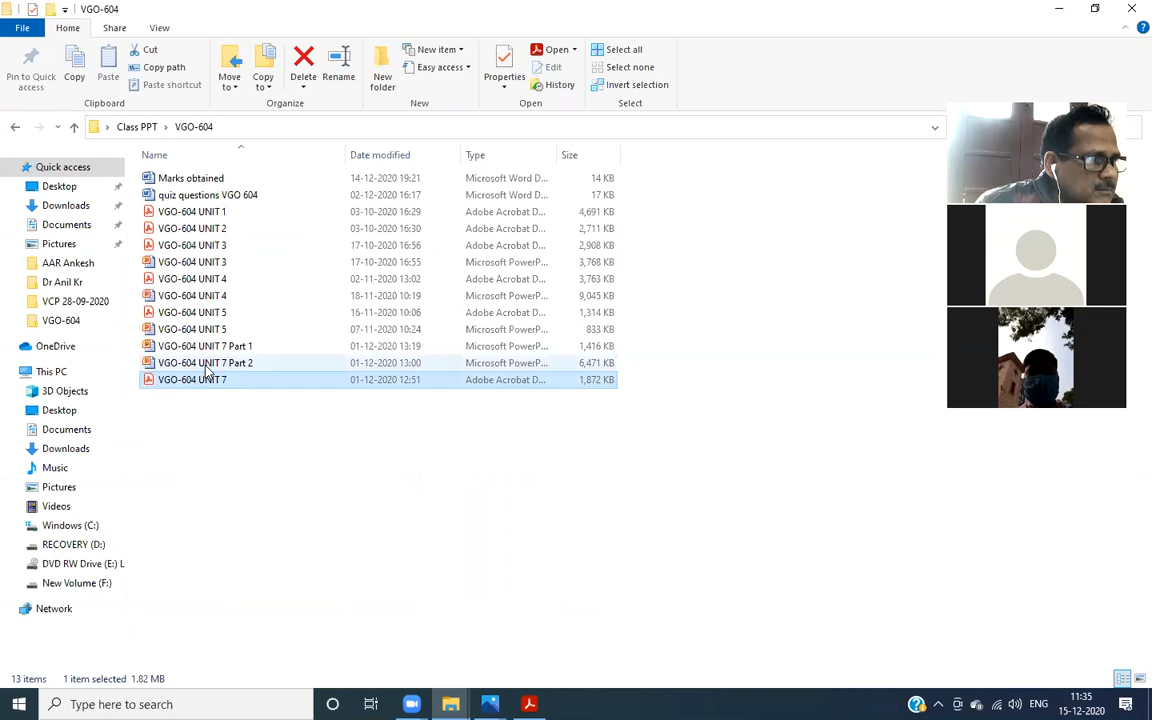 VGO-604
File Home Share View
Pin to Quick access
Copy
Paste
Cut
Copy path
Paste shortcut
Clipboard
Move to
Copy to
Delete
Rename
Organize
New folder
New item
Easy access
New
Properties
Open
Edit
History
Open
Select all
Select none
Invert selection
Select
Class PPT VGO-604
Name Date modified Type Size
Quick access
Desktop
Downloads
Documents
Pictures
AAR Ankesh
Dr Anil Kr
VCP 28-09-2020
VGO-604
OneDrive
This PC
3D Objects
Desktop
Documents
Downloads
Music
Pictures
Videos
Windows (C:)
RECOVERY (D:)
DVD RW Drive (E:) L
New Volume (F:)
Network
Marks obtained 14-12-2020 19:21 Microsoft Word D... 14 KB
quiz questions VGO 604 02-12-2020 16:17 Microsoft Word D... 17 KB
VGO-604 UNIT 1 03-10-2020 16:29 Adobe Acrobat D... 4,691 KB
VGO-604 UNIT 2 03-10-2020 16:30 Adobe Acrobat D... 2,711 KB
VGO-604 UNIT 3 17-10-2020 16:56 Adobe Acrobat D... 2,908 KB
VGO-604 UNIT 3 17-10-2020 16:55 Microsoft PowerP... 3,768 KB
VGO-604 UNIT 4 02-11-2020 13:02 Adobe Acrobat D... 3,763 KB
VGO-604 UNIT 4 18-11-2020 10:19 Microsoft PowerP... 9,045 KB
VGO-604 UNIT 5 16-11-2020 10:06 Adobe Acrobat D... 1,314 KB
VGO-604 UNIT 5 07-11-2020 10:24 Microsoft PowerP... 833 KB
VGO-604 UNIT 7 Part 1 01-12-2020 13:19 Microsoft PowerP... 1,416 KB
VGO-604 UNIT 7 Part 2 01-12-2020 13:00 Microsoft PowerP... 6,471 KB
VGO-604 UNIT 7 01-12-2020 12:51 Adobe Acrobat D... 1,872 KB
13 items 1 item selected 1.82 MB
Type here to search
ENG
11:35
15-12-2020